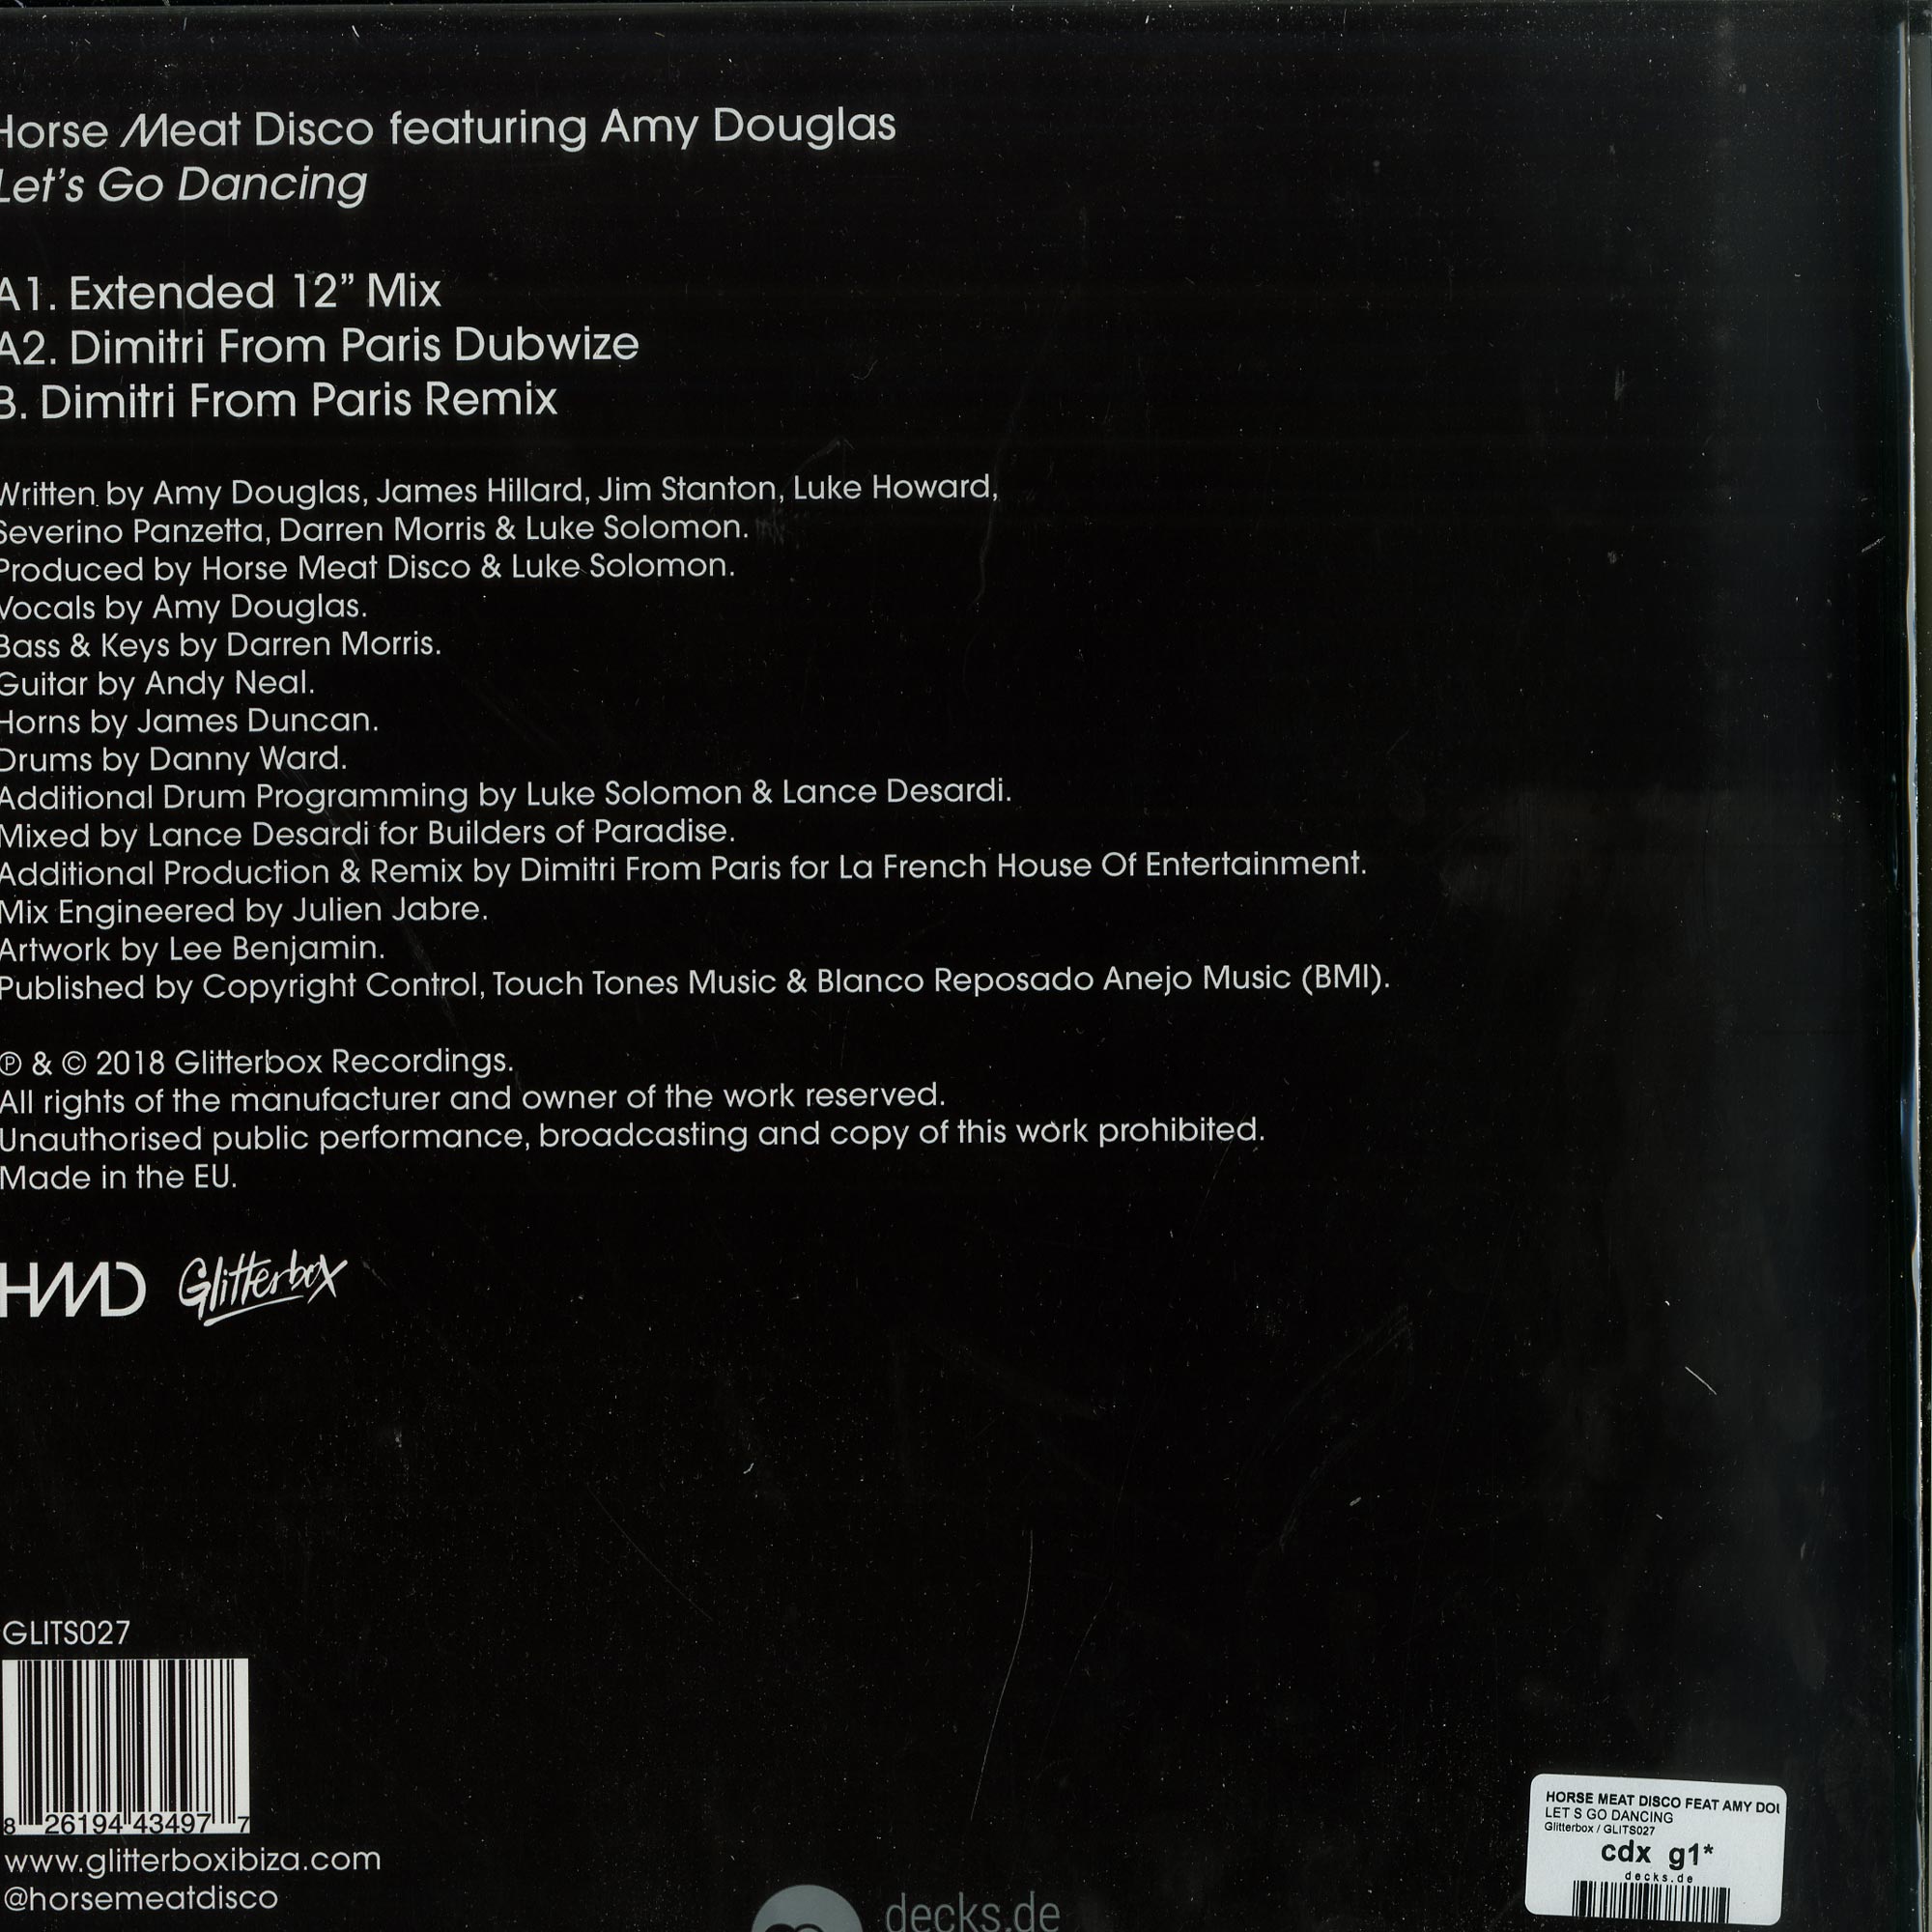 Horse Meat Disco featuring Amy Douglas
Let's Go Dancing
A1. Extended 12" Mix
A2. Dimitri From Paris Dubwize
B. Dimitri From Paris Remix
Written by Amy Douglas, James Hillard, Jim Stanton, Luke Howard,
Severino Panzetta, Darren Morris & Luke Solomon.
Produced by Horse Meat Disco & Luke Solomon.
Vocals by Amy Douglas.
Bass & Keys by Darren Morris.
Guitar by Andy Neal.
Horns by James Duncan.
Drums by Danny Ward.
Additional Drum Programming by Luke Solomon & Lance Desardi.
Mixed by Lance Desardi for Builders of Paradise.
Additional Production & Remix by Dimitri From Paris for La French House Of Entertainment.
Mix Engineered by Julien Jabre.
Artwork by Lee Benjamin.
Published by Copyright Control, Touch Tones Music & Blanco Reposado Anejo Music (BMI).
℗ & © 2018 Glitterbox Recordings.
All rights of the manufacturer and owner of the work reserved.
Unauthorised public performance, broadcasting and copy of this work prohibited.
Made in the EU.
HMD Glitterbox
GLITS027
8 26194 43497 7
www.glitterboxibiza.com
@horsemeatdisco
HORSE MEAT DISCO FEAT AMY DOU
LET S GO DANCING
Glitterbox / GLITS027
cdx g1*
decks.de
decks.de